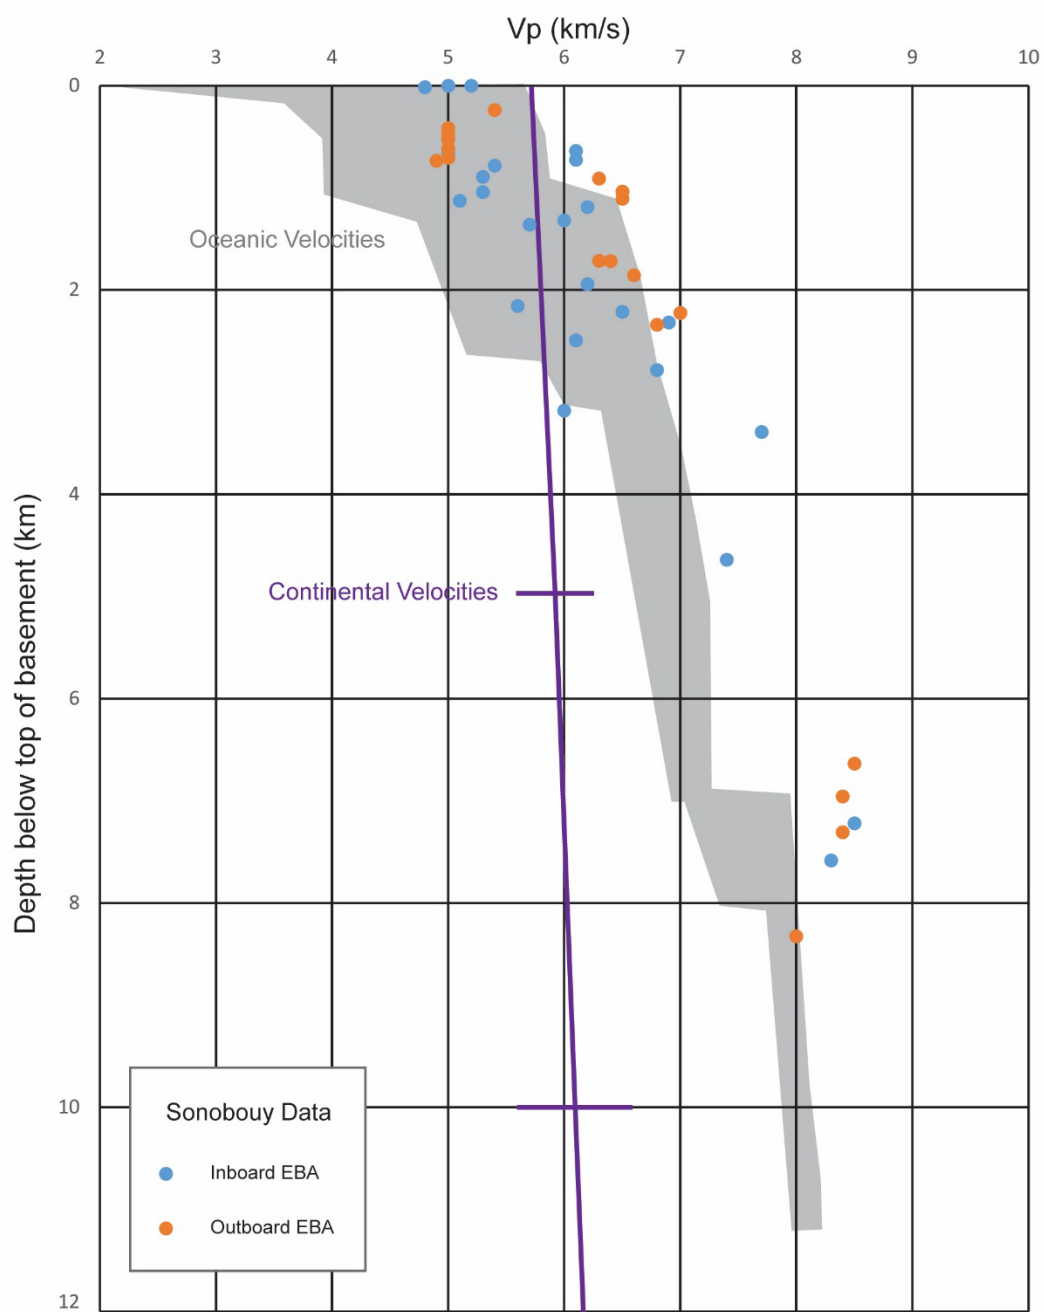 Vp (km/s)
2 3 4 5 6 7 8 9 10
0
Oceanic Velocities
2
4
Depth below top of basement (km)
Continental Velocities
6
8
10
Sonobouy Data
Inboard EBA
Outboard EBA
12